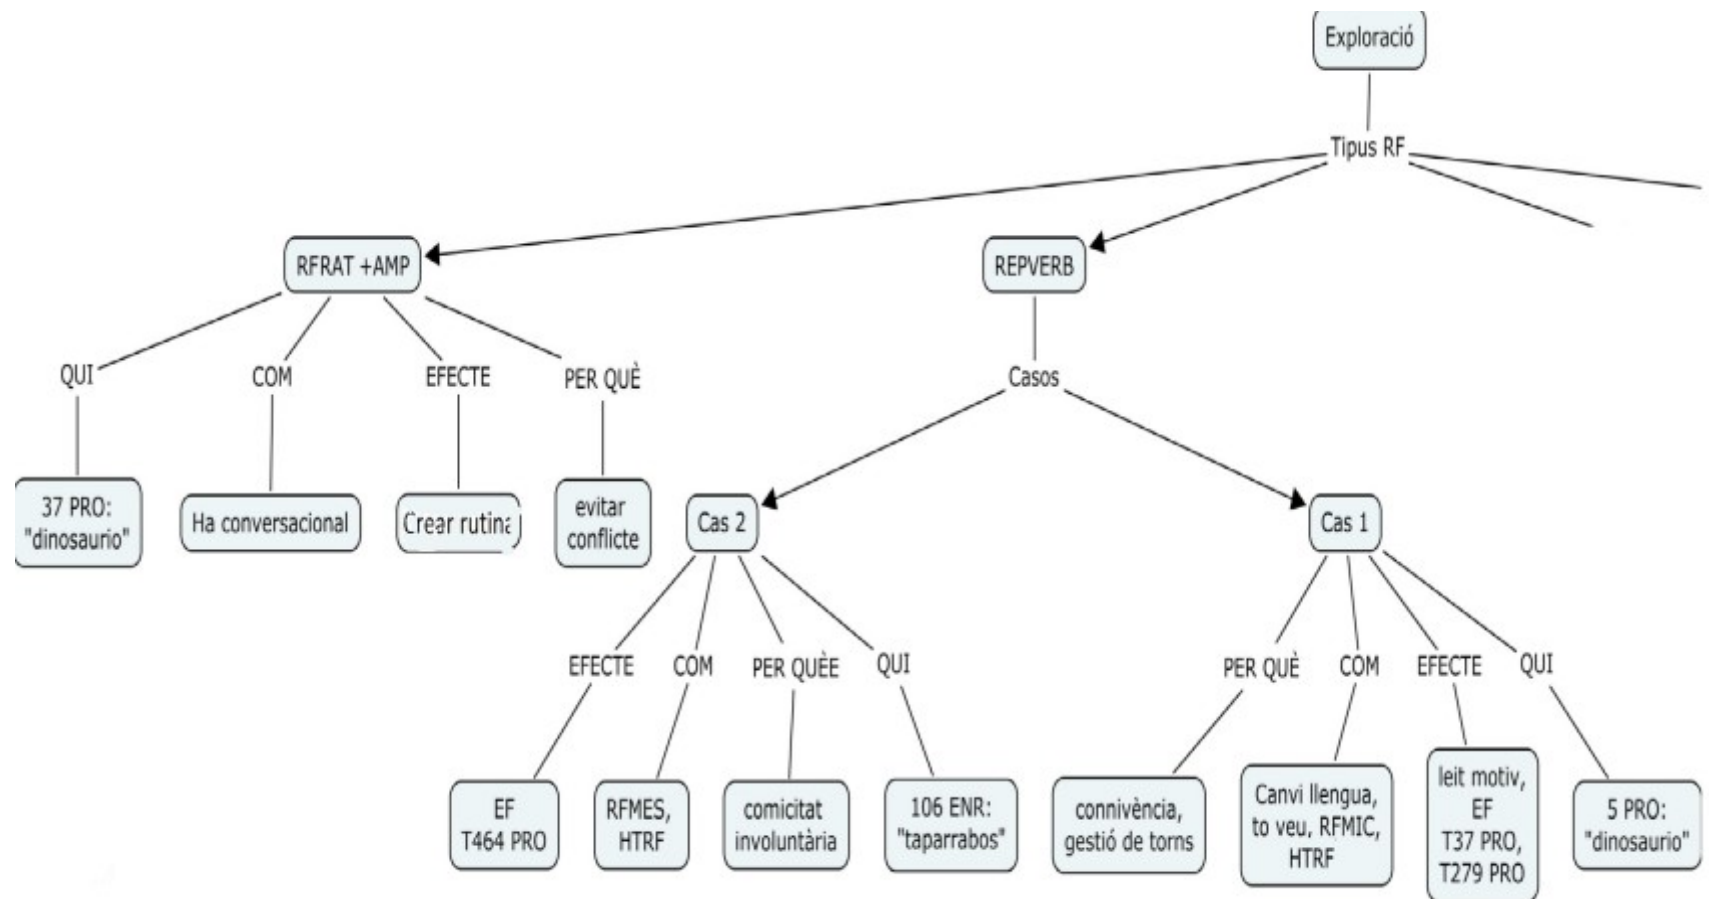 Exploració
Tipus RF
RFRAT +AMP
REPVERB
QUI
COM
EFECTE
PER QUÈ
Casos
37 PRO:
"dinosaurio"
Ha conversacional
Crear rutina
evitar
conflicte
Cas 2
Cas 1
EFECTE
COM
PER QUÈE
QUI
PER QUÈ
COM
EFECTE
QUI
EF
T464 PRO
RFMES,
HTRF
comicitat
involuntària
106 ENR:
"taparrabos"
connivència,
gestió de torns
Canvi llengua,
to veu, RFMIC,
HTRF
leit motiv,
EF
T37 PRO,
T279 PRO
5 PRO:
"dinosaurio"